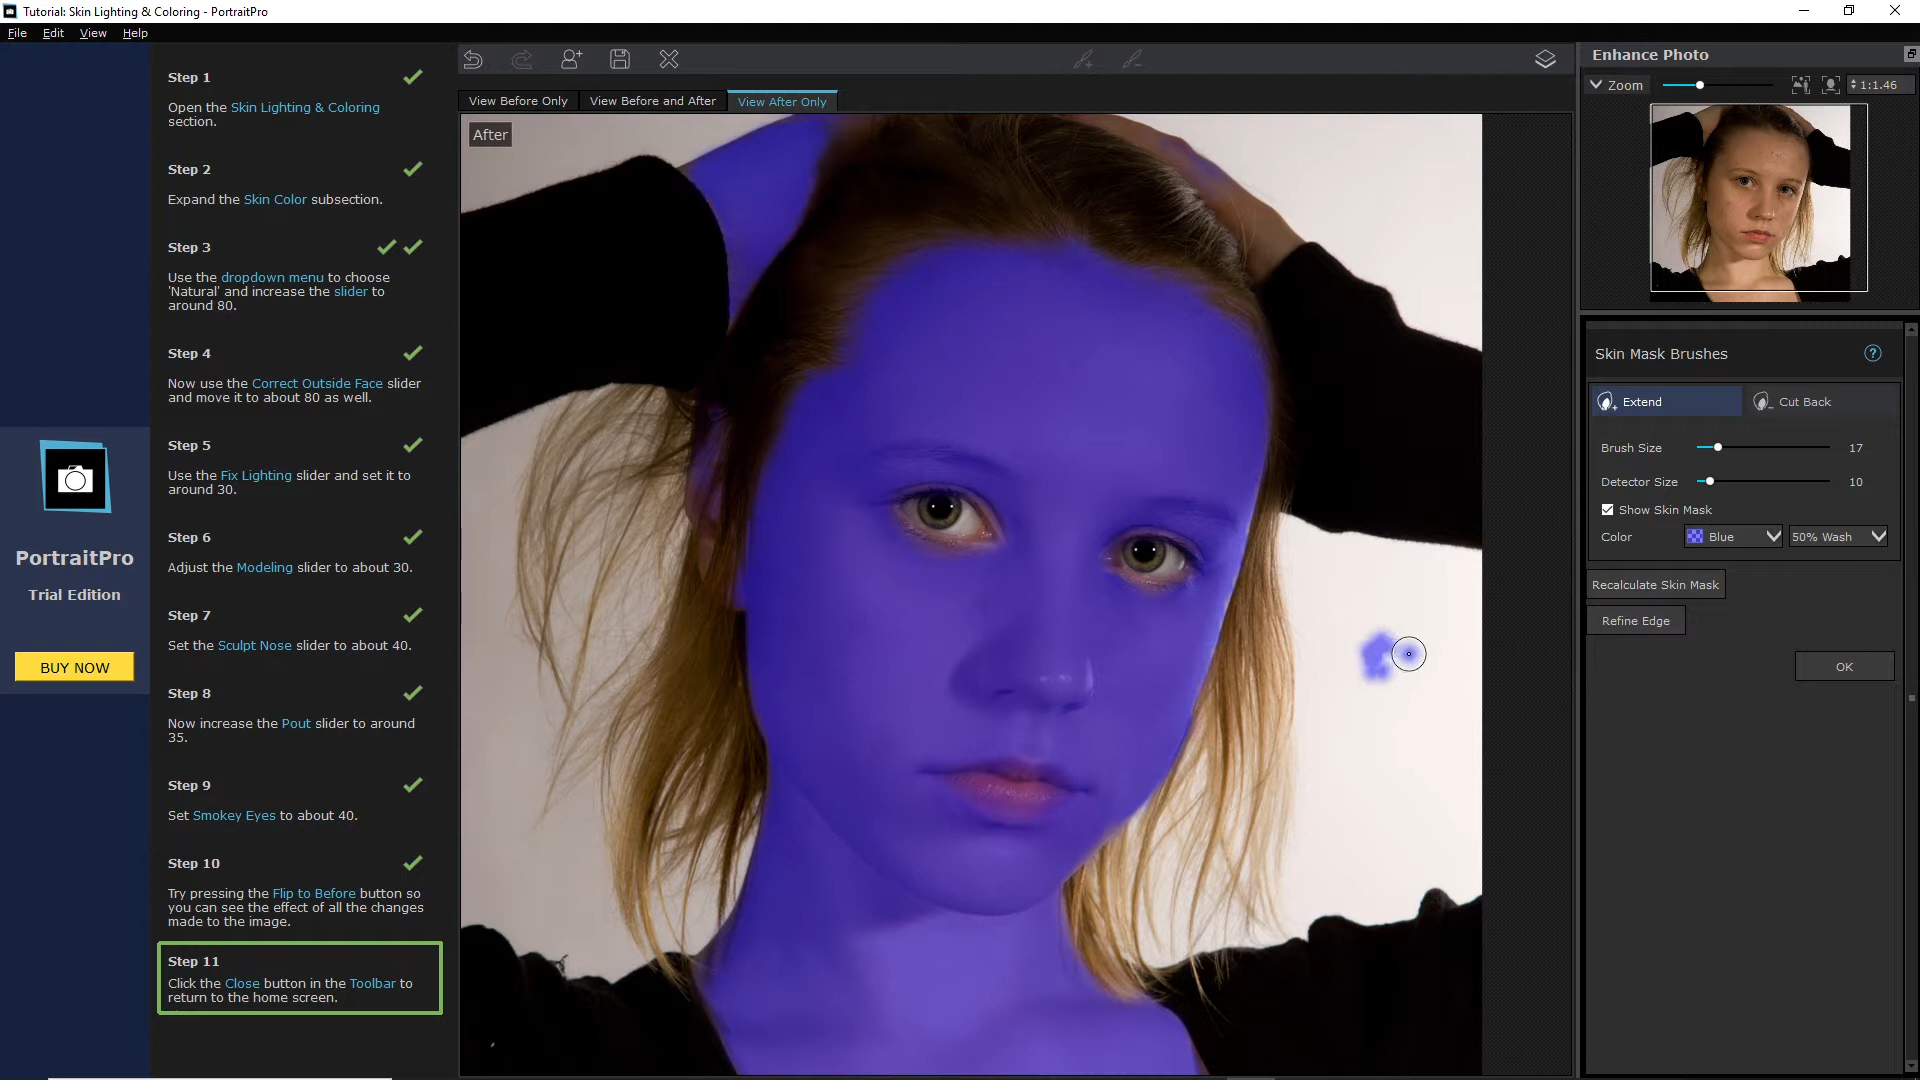 Tutorial: Skin Lighting & Coloring - PortraitPro
File Edit View Help
Step 1
Open the Skin Lighting & Coloring
section.
Step 2
Expand the Skin Color subsection.
Step 3
Use the dropdown menu to choose
'Natural' and increase the slider to
around 80.
Step 4
Now use the Correct Outside Face slider
and move it to about 80 as well.
Step 5
Use the Fix Lighting slider and set it to
around 30.
Step 6
Adjust the Modeling slider to about 30.
Step 7
Set the Sculpt Nose slider to about 40.
Step 8
Now increase the Pout slider to around
35.
Step 9
Set Smokey Eyes to about 40.
Step 10
Try pressing the Flip to Before button so
you can see the effect of all the changes
made to the image.
Step 11
Click the Close button in the Toolbar to
return to the home screen.
PortraitPro
Trial Edition
BUY NOW
View Before Only View Before and After View After Only
After
Enhance Photo
Zoom 1:1.46
Skin Mask Brushes ?
Extend Cut Back
Brush Size 17
Detector Size 10
Show Skin Mask
Color Blue 50% Wash
Recalculate Skin Mask
Refine Edge
OK